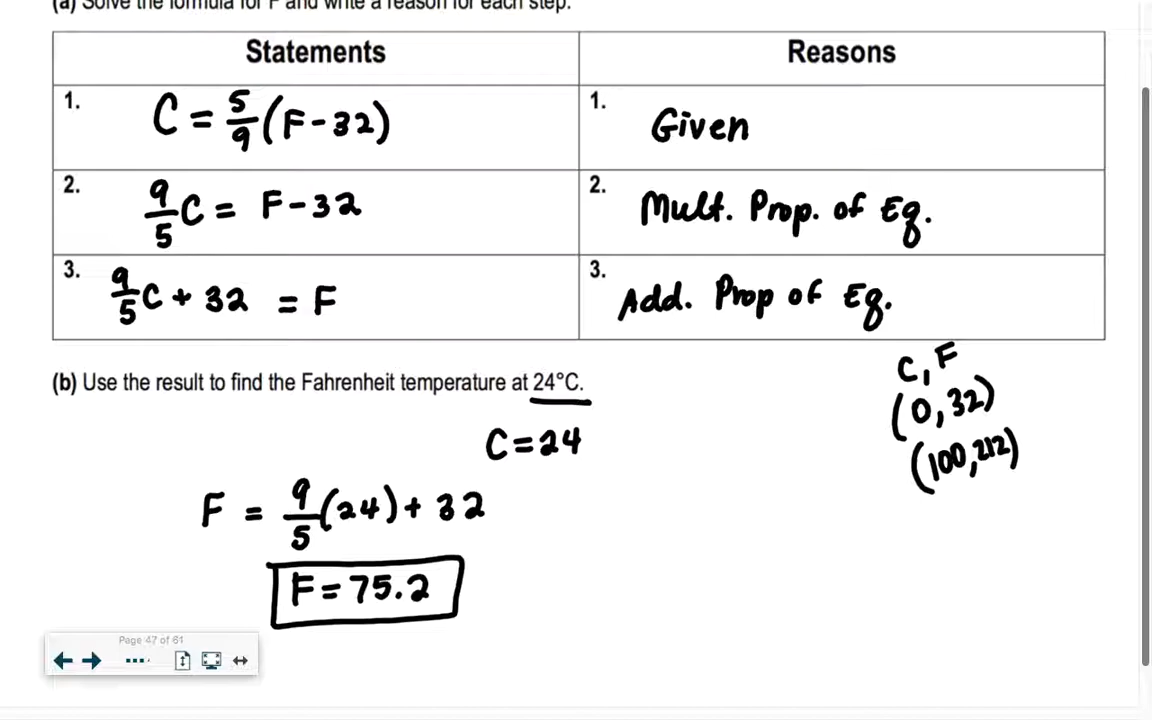 (a) Solve the formula for F and write a reason for each step.
Statements Reasons
1. C = 5/9 (F - 32) 1. Given
2. 9/5 C = F - 32 2. Mult. Prop. of Eq.
3. 9/5 C + 32 = F 3. Add. Prop of Eq.
(b) Use the result to find the Fahrenheit temperature at 24°C.
C, F
(0, 32)
(100, 212)
C = 24
F = 9/5 (24) + 32
F = 75.2
Page 47 of 61